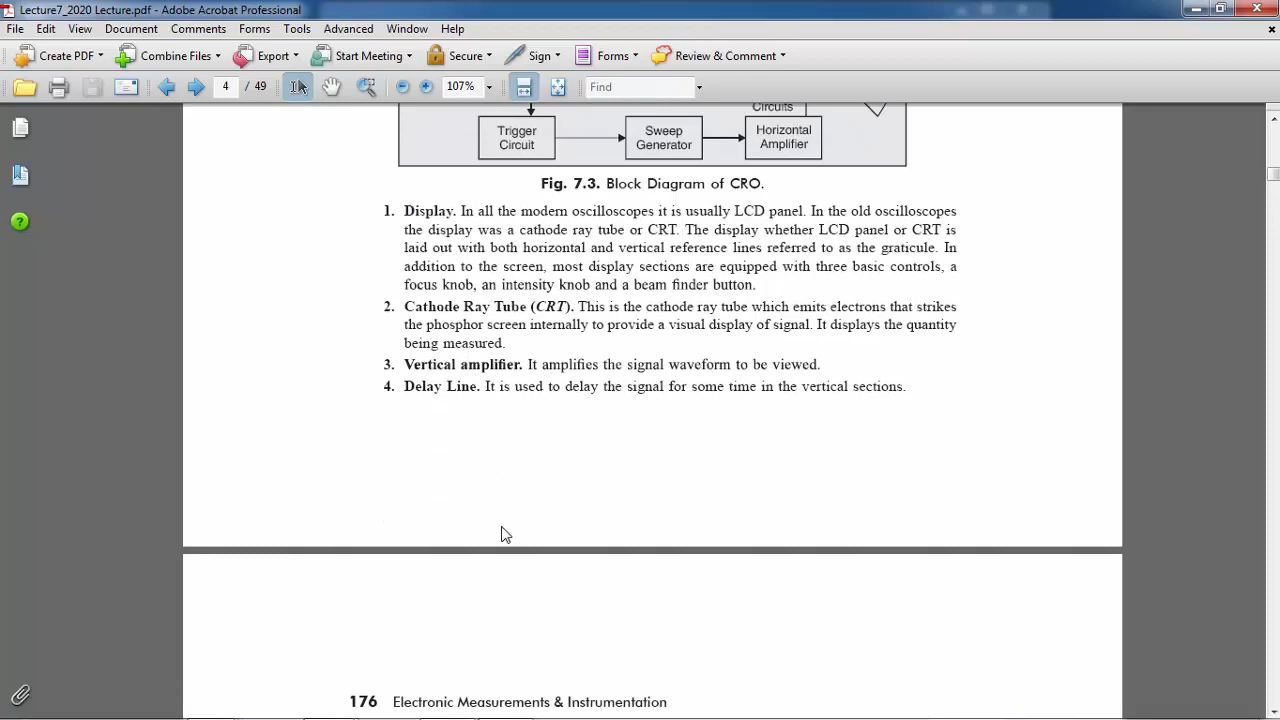 Lecture7_2020 Lecture.pdf - Adobe Acrobat Professional
File Edit View Document Comments Forms Tools Advanced Window Help
Create PDF Combine Files Export Start Meeting Secure Sign Forms Review & Comment
4 / 49 107% Find
Circuits
Trigger Circuit
Sweep Generator
Horizontal Amplifier
Fig. 7.3. Block Diagram of CRO.
1. Display. In all the modern oscilloscopes it is usually LCD panel. In the old oscilloscopes
the display was a cathode ray tube or CRT. The display whether LCD panel or CRT is
laid out with both horizontal and vertical reference lines referred to as the graticule. In
addition to the screen, most display sections are equipped with three basic controls, a
focus knob, an intensity knob and a beam finder button.
2. Cathode Ray Tube (CRT). This is the cathode ray tube which emits electrons that strikes
the phosphor screen internally to provide a visual display of signal. It displays the quantity
being measured.
3. Vertical amplifier. It amplifies the signal waveform to be viewed.
4. Delay Line. It is used to delay the signal for some time in the vertical sections.
176 Electronic Measurements & Instrumentation